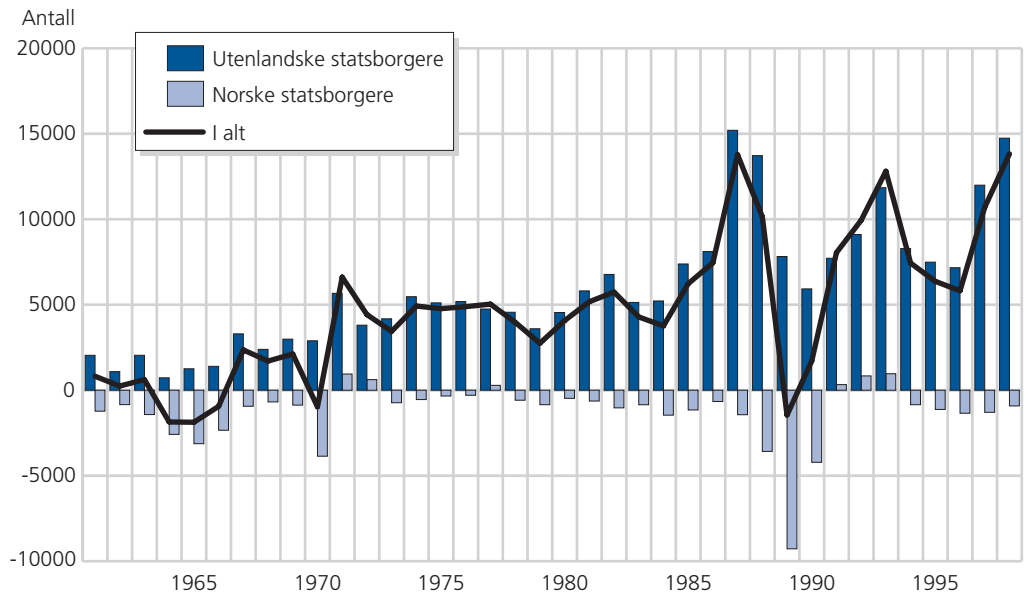 Antall
20000
Utenlandske statsborgere
Norske statsborgere
I alt
15000
10000
5000
0
-5000
-10000
1965 1970 1975 1980 1985 1990 1995